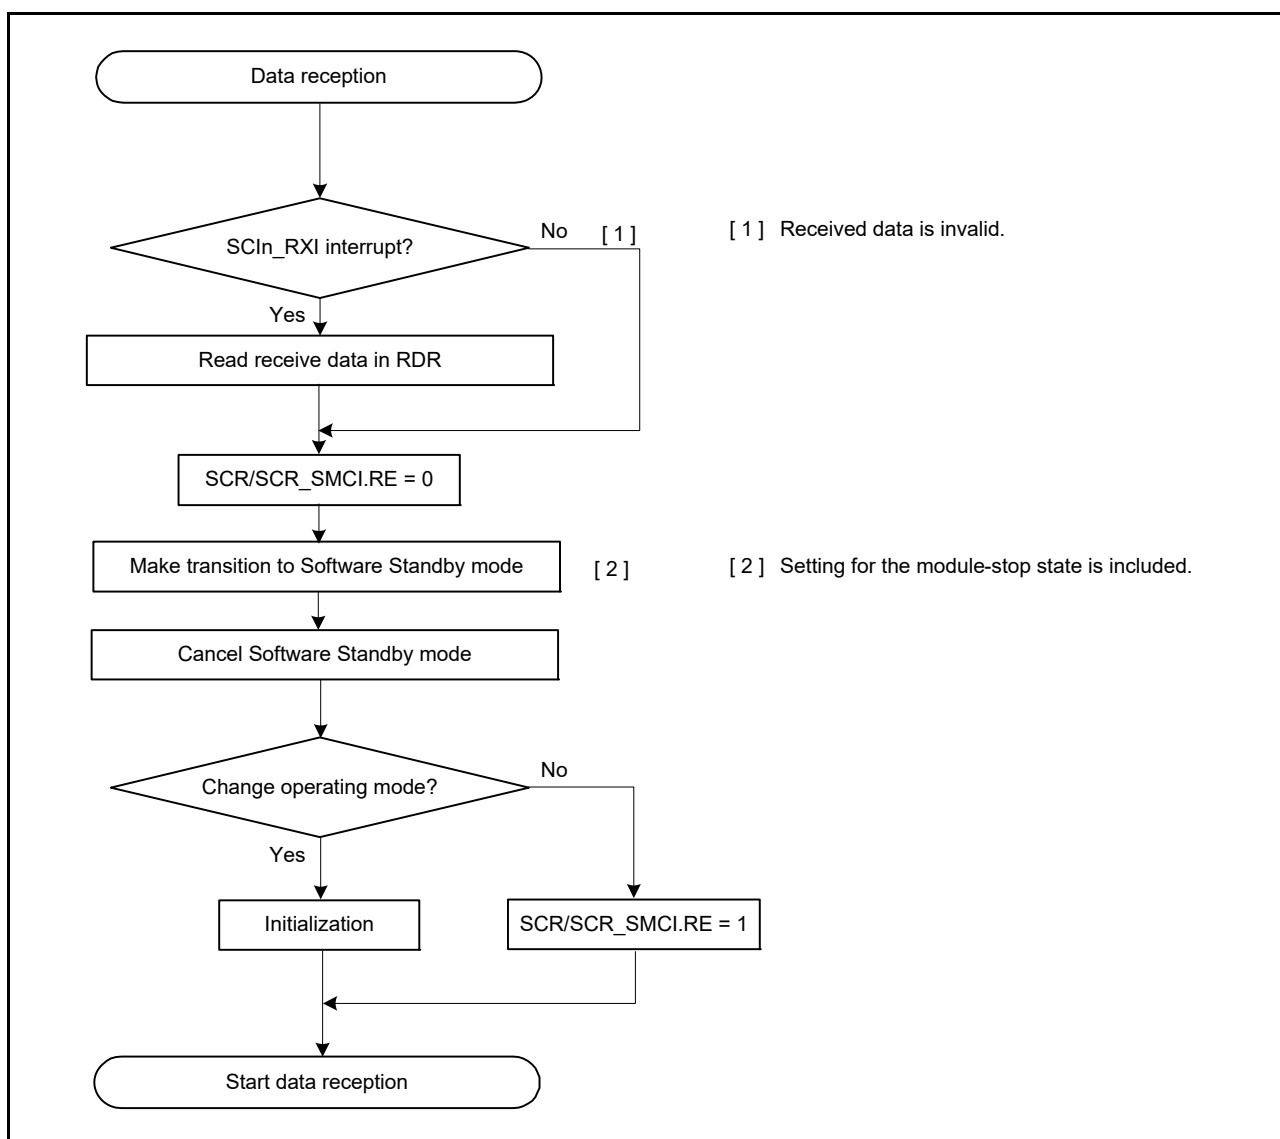 Data reception
SCIn_RXI interrupt?
No
[ 1 ]
[ 1 ] Received data is invalid.
Yes
Read receive data in RDR
SCR/SCR_SMCI.RE = 0
Make transition to Software Standby mode
[ 2 ]
[ 2 ] Setting for the module-stop state is included.
Cancel Software Standby mode
Change operating mode?
No
Yes
Initialization
SCR/SCR_SMCI.RE = 1
Start data reception